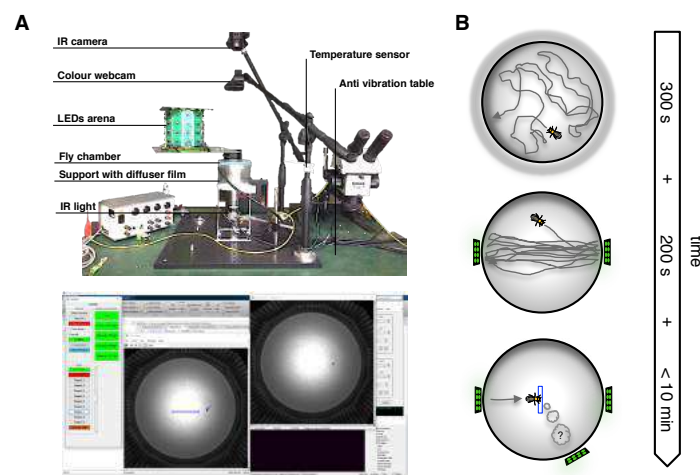 A
IR camera
Colour webcam
Temperature sensor
Anti vibration table
LEDs arena
Fly chamber
Support with diffuser film
IR light
B
300 s
+
200 s
+
< 10 min
time
?